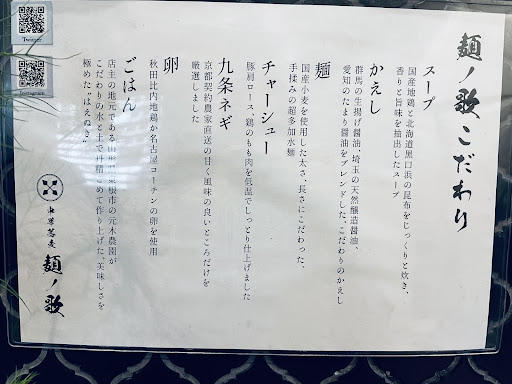 麺ノ歌こだわり
スープ
国産地鶏と北海道黒口浜の昆布をじっくりと炊き、
香りと旨味を抽出したスープ
かえし
群馬の生揚げ醤油、埼玉の天然醸造醤油、
愛知のたまり醤油をブレンドした、こだわりのかえし
麺
国産小麦を使用した太さ、長さにこだわった、
手揉みの超多加水麺
チャーシュー
豚肩ロース、鶏のもも肉を低温でしっとり仕上げました
九条ネギ
京都契約農家直送の甘く風味の良いところだけを
厳選しました
卵
秋田比内地鶏か名古屋コーチンの卵を使用
ごはん
店主の地元である山形県東根市の元木農園が
こだわりの水と土で丹精こめて作り上げた、美味しさを
極めた“はえぬき”
中華蕎麦
麺ノ歌
Twitter